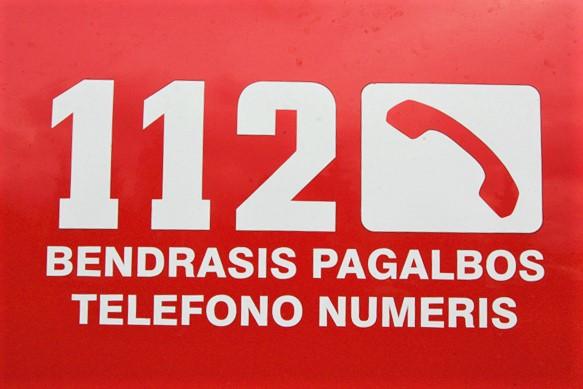 112
BENDRASIS PAGALBOS
TELEFONO NUMERIS